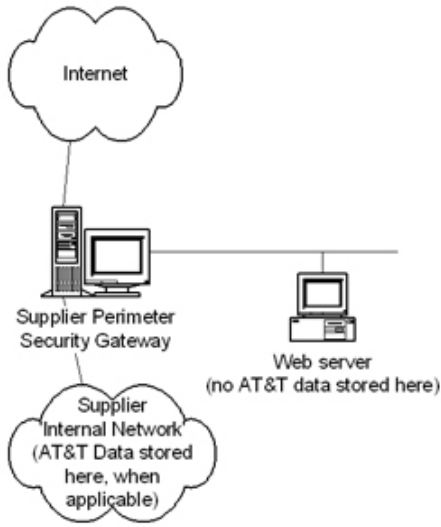 Internet
Supplier Perimeter
Security Gateway
Web server
(no AT&T data stored here)
Supplier
Internal Network
(AT&T Data stored
here, when
applicable)